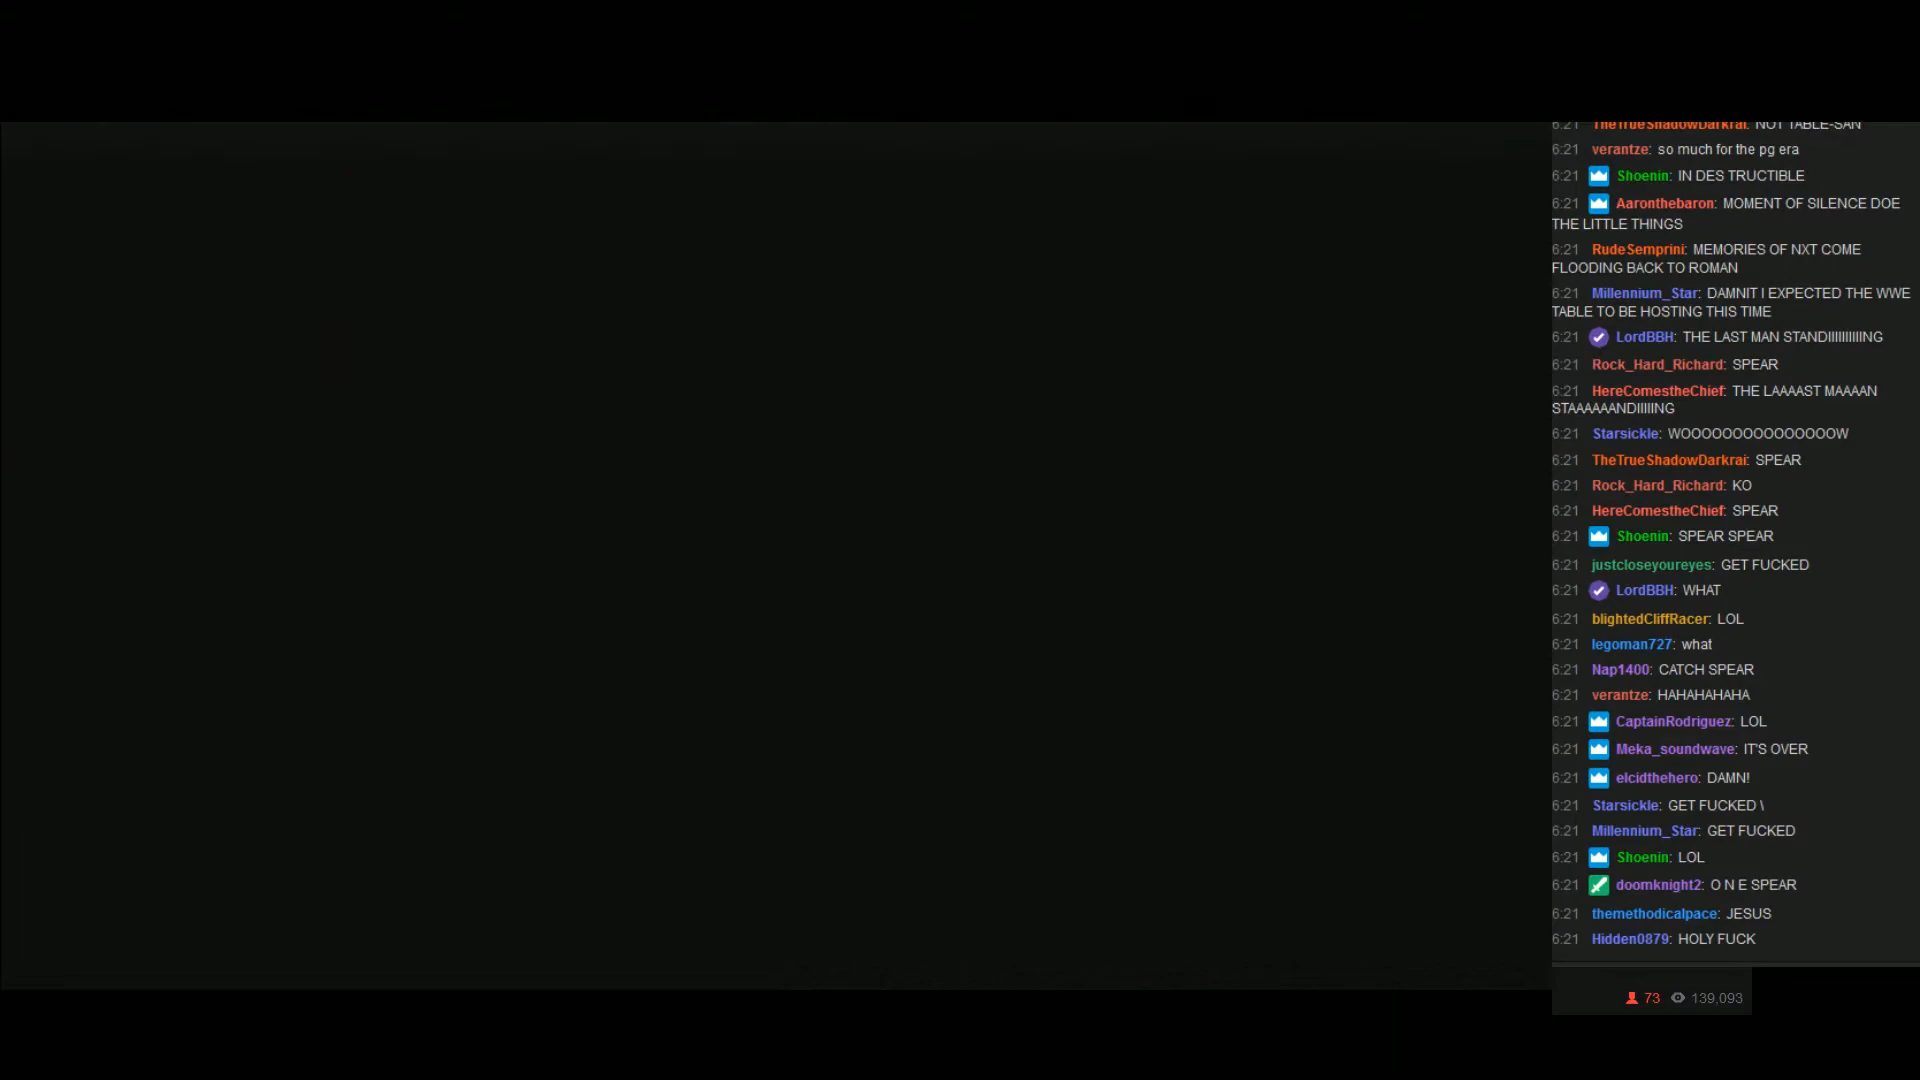 6:21 TheTrueShadowDarkrai: NOT TABLE-SAN
6:21 verantze: so much for the pg era
6:21 Shoenin: IN DES TRUCTIBLE
6:21 Aaronthebaron: MOMENT OF SILENCE DOE
THE LITTLE THINGS
6:21 RudeSemprini: MEMORIES OF NXT COME
FLOODING BACK TO ROMAN
6:21 Millennium_Star: DAMNIT I EXPECTED THE WWE
TABLE TO BE HOSTING THIS TIME
6:21 LordBBH: THE LAST MAN STANDIIIIIIIIIING
6:21 Rock_Hard_Richard: SPEAR
6:21 HereComestheChief: THE LAAAAST MAAAAN
STAAAAAANDIIIIING
6:21 Starsickle: WOOOOOOOOOOOOOOOW
6:21 TheTrueShadowDarkrai: SPEAR
6:21 Rock_Hard_Richard: KO
6:21 HereComestheChief: SPEAR
6:21 Shoenin: SPEAR SPEAR
6:21 justcloseyoureyes: GET FUCKED
6:21 LordBBH: WHAT
6:21 blightedCliffRacer: LOL
6:21 legoman727: what
6:21 Nap1400: CATCH SPEAR
6:21 verantze: HAHAHAHAHA
6:21 CaptainRodriguez: LOL
6:21 Meka_soundwave: IT'S OVER
6:21 elcidthehero: DAMN!
6:21 Starsickle: GET FUCKED \
6:21 Millennium_Star: GET FUCKED
6:21 Shoenin: LOL
6:21 doomknight2: O N E SPEAR
6:21 themethodicalpace: JESUS
6:21 Hidden0879: HOLY FUCK
73 139,093